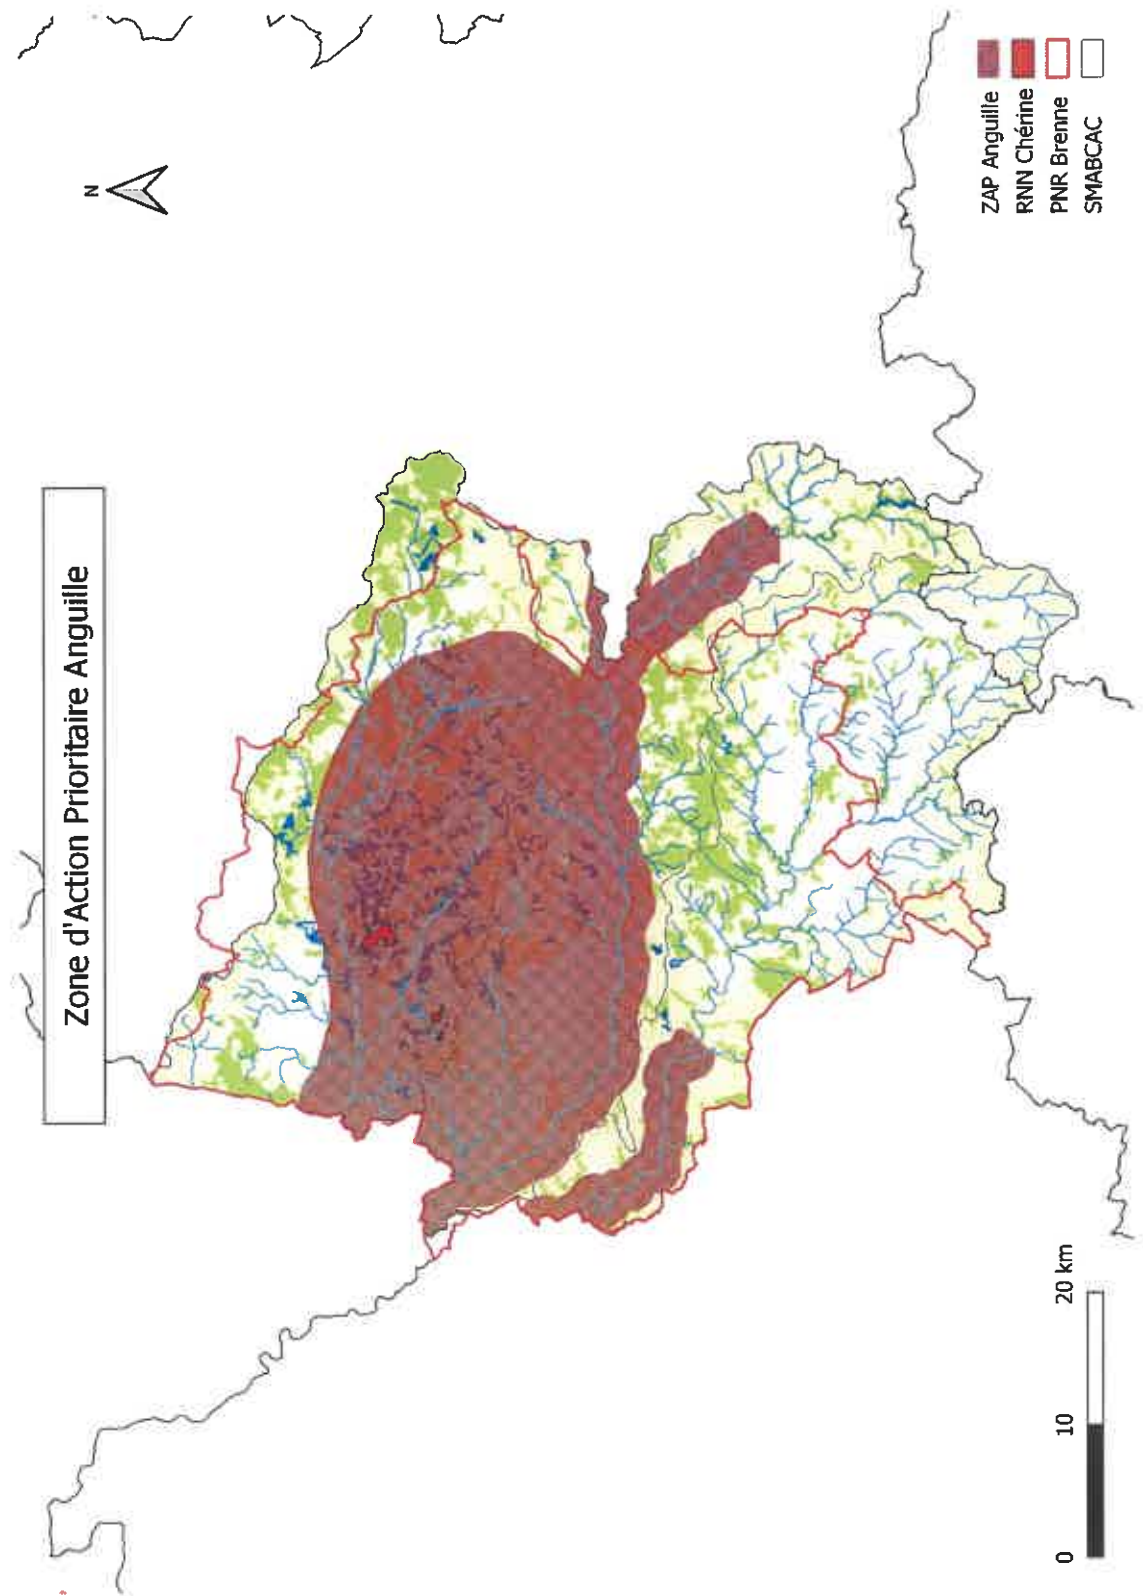 Zone d'Action Prioritaire Anguille
N
ZAP Anguille
RNN Chérine
PNR Brenne
SMABCAC
0 10 20 km